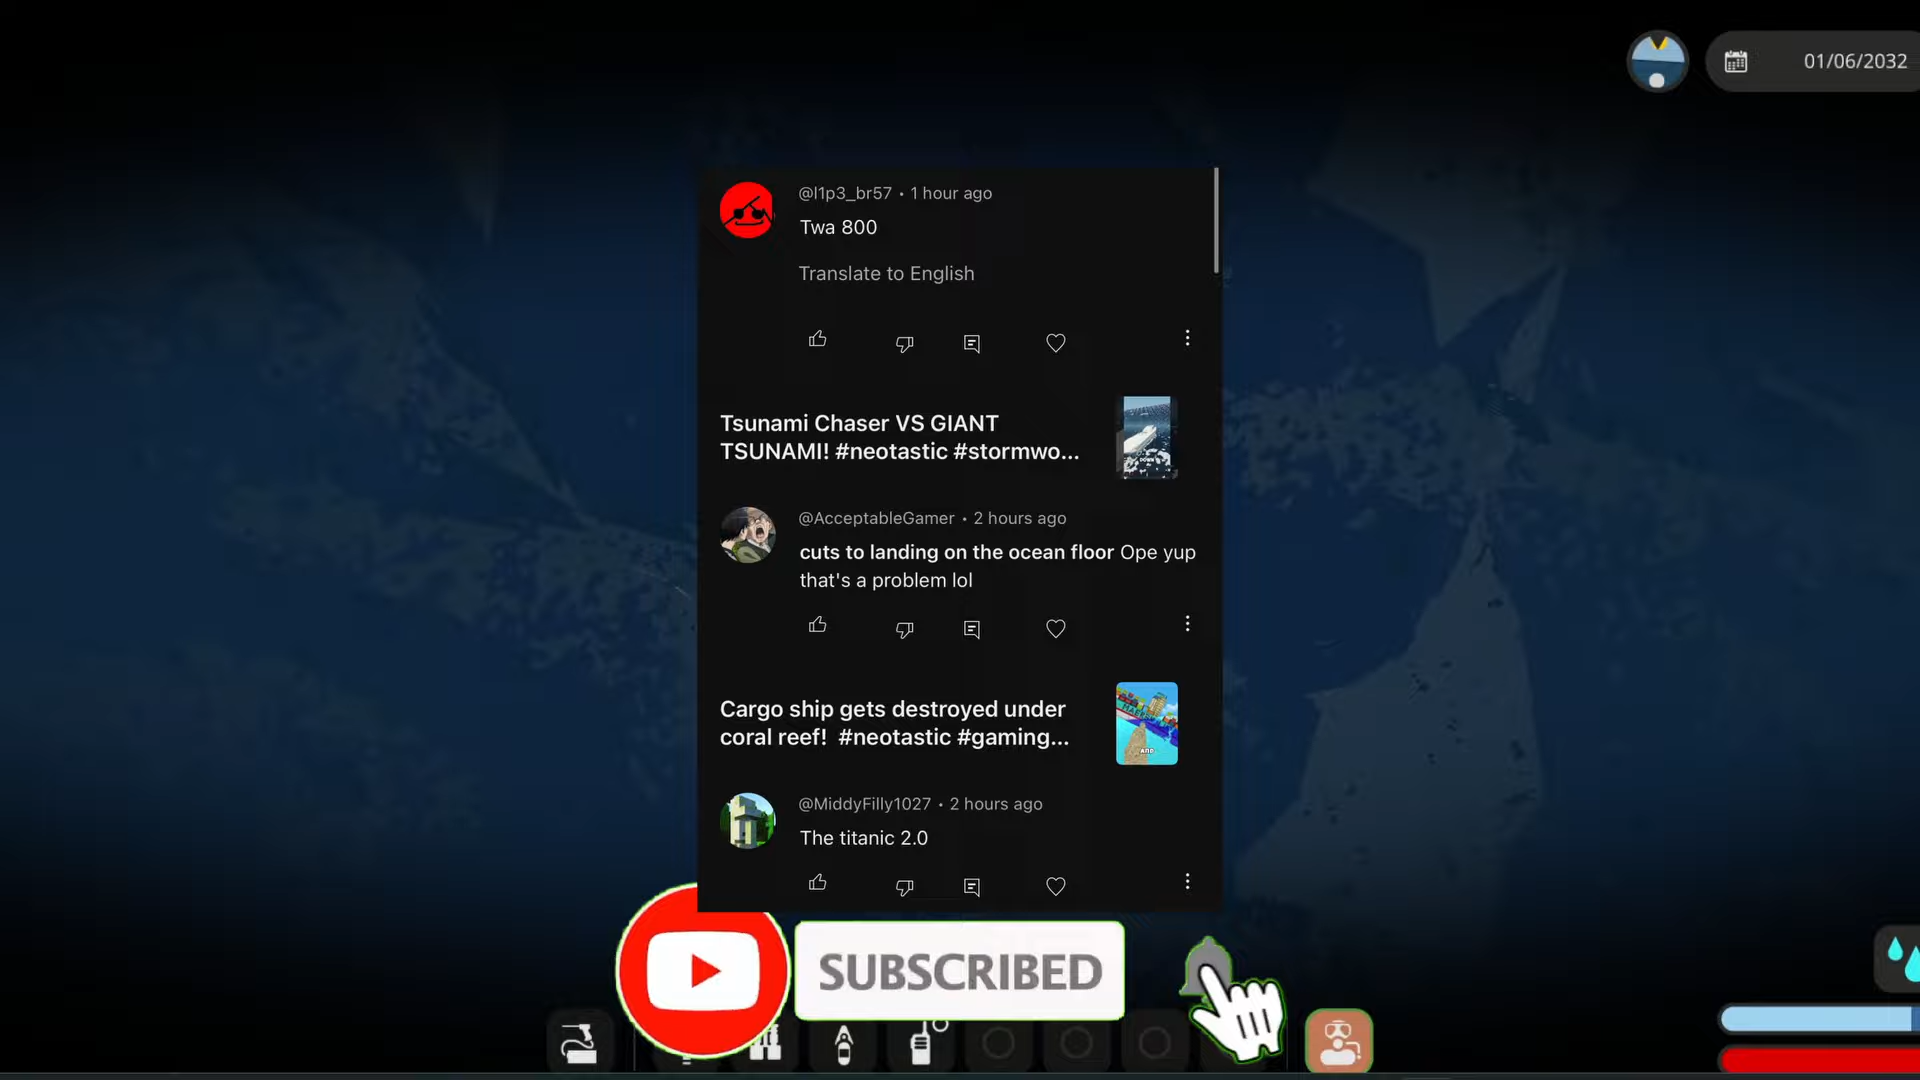 01/06/2032
@l1p3_br57 • 1 hour ago
Twa 800
Translate to English
Tsunami Chaser VS GIANT
TSUNAMI! #neotastic #stormwo...
DOWN
@AcceptableGamer • 2 hours ago
cuts to landing on the ocean floor Ope yup
that's a problem lol
Cargo ship gets destroyed under
coral reef! #neotastic #gaming...
AND
@MiddyFilly1027 • 2 hours ago
The titanic 2.0
SUBSCRIBED